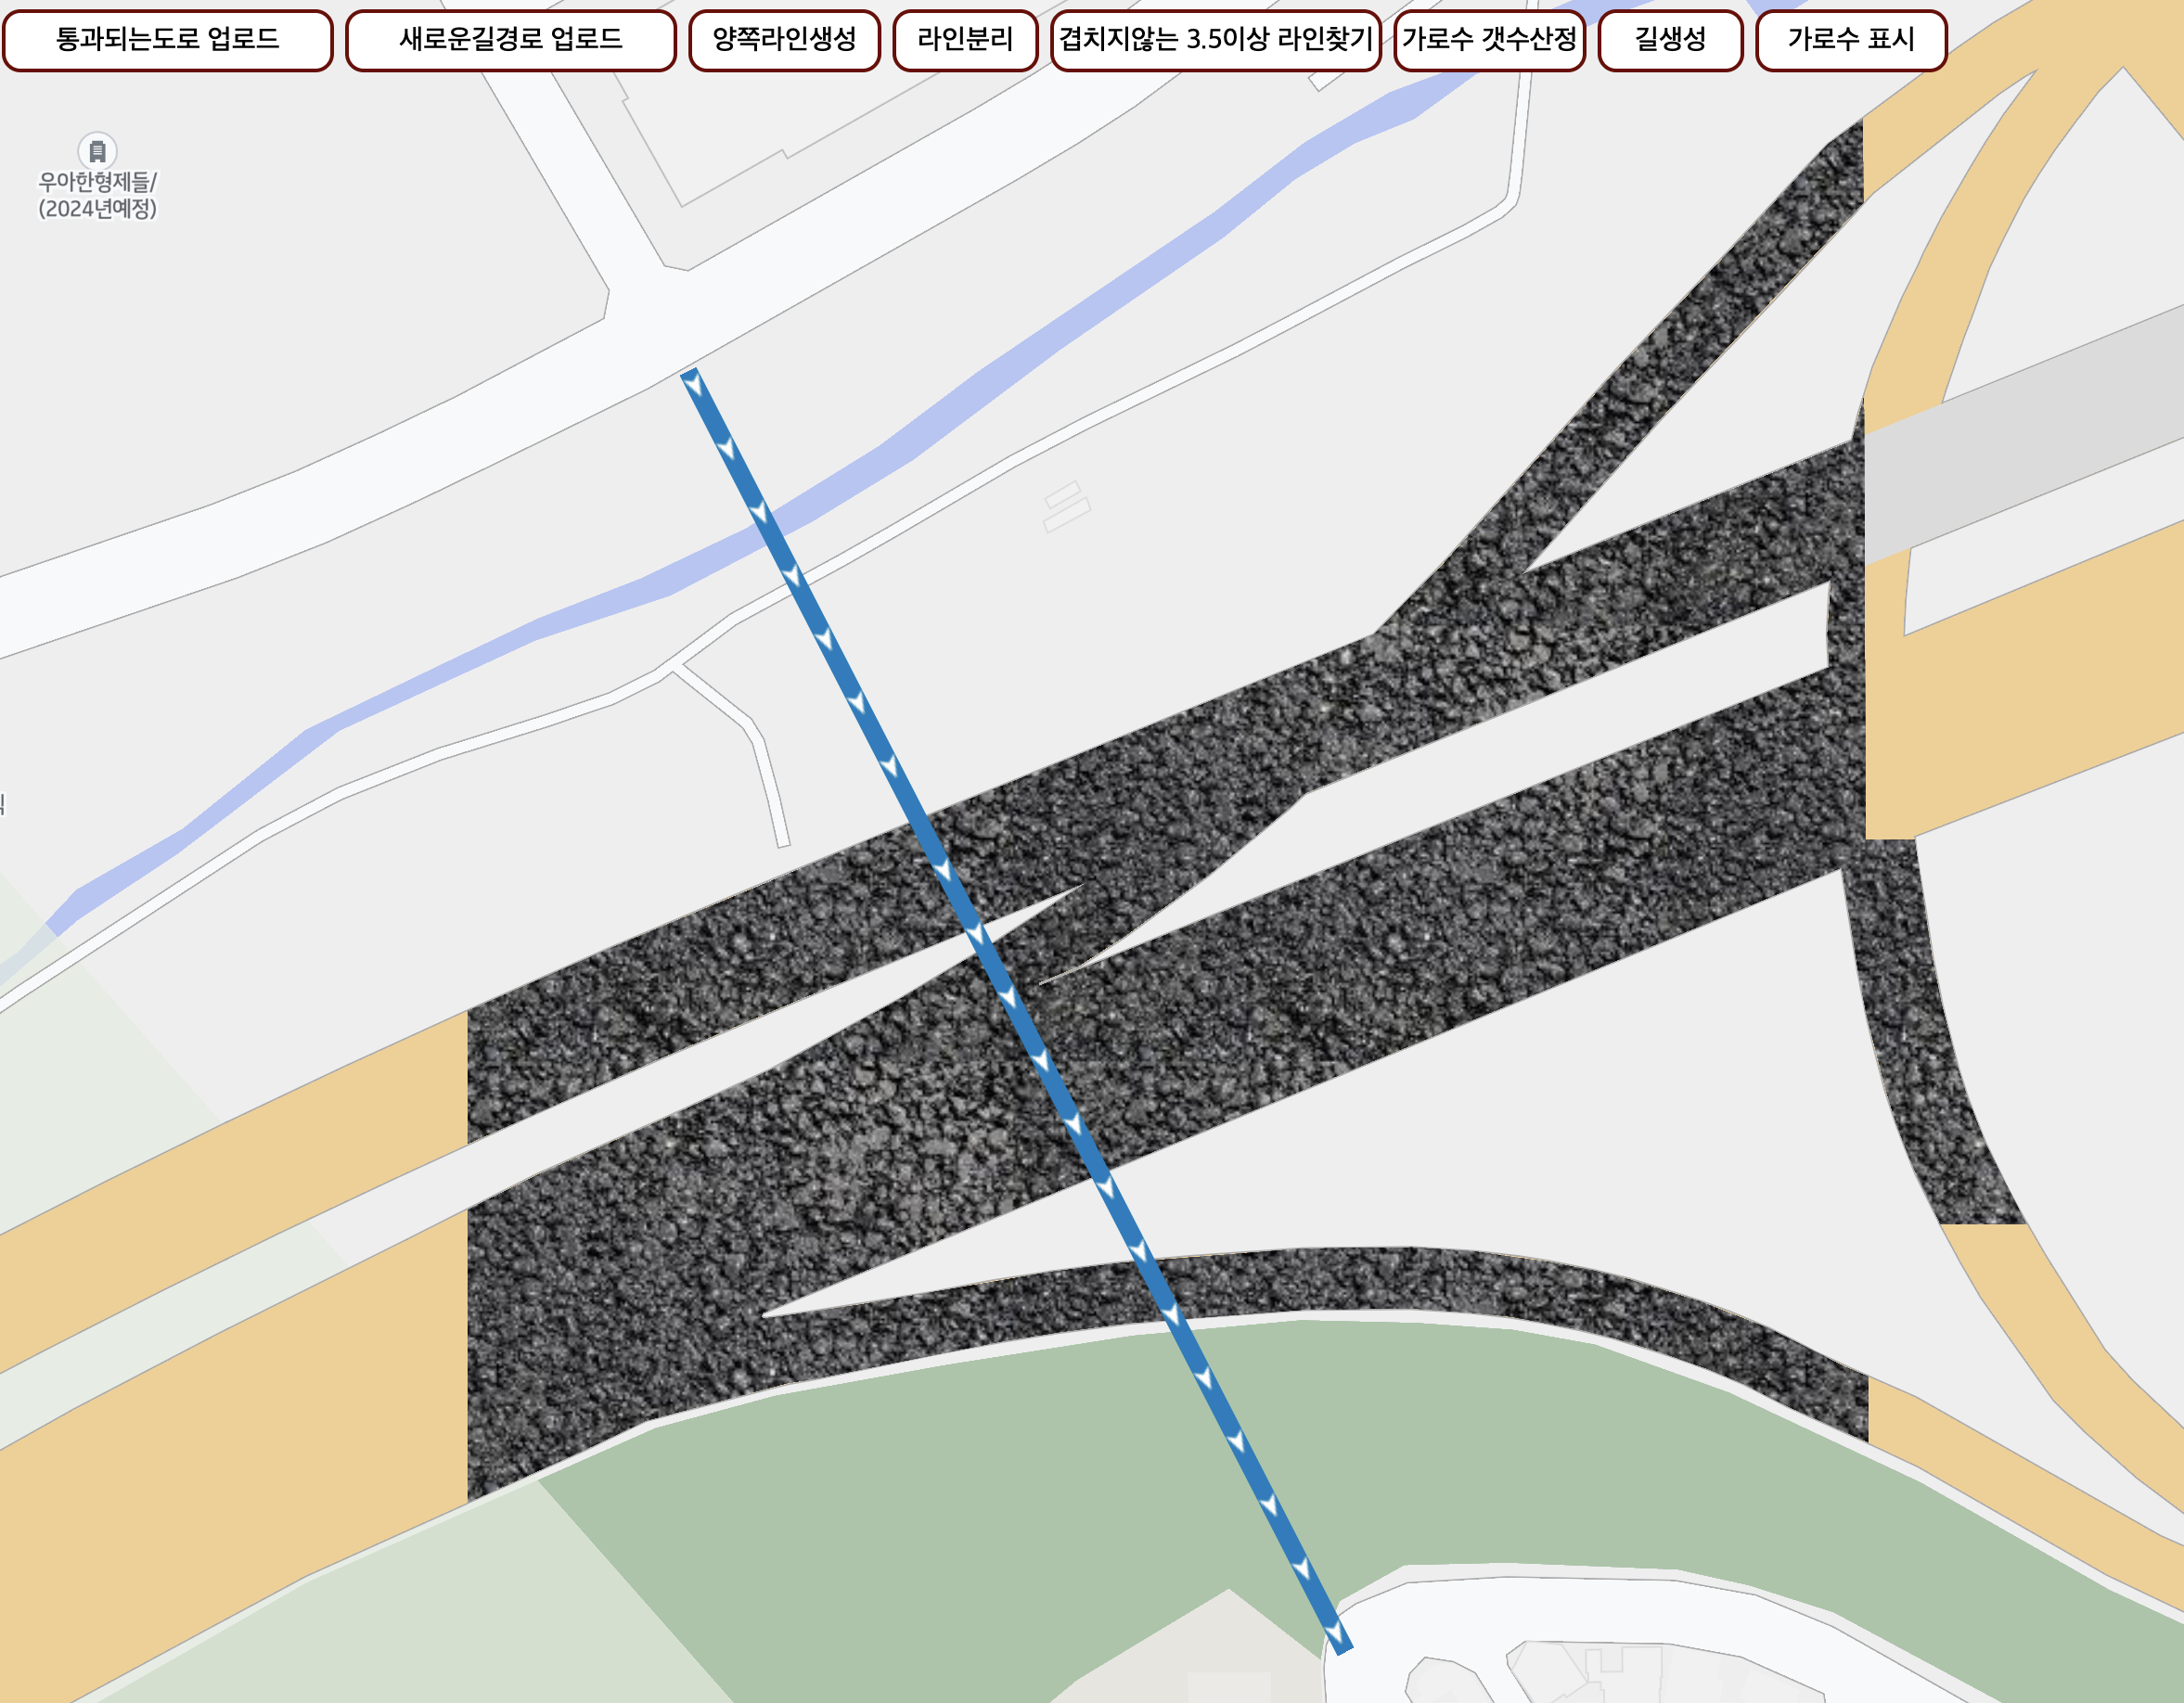 통과되는도로 업로드
새로운길경로 업로드
양쪽라인생성
라인분리
겹치지않는 3.5이상 라인찾기
가로수 갯수산정
길생성
가로수 표시
우아한형제들/
(2024년예정)